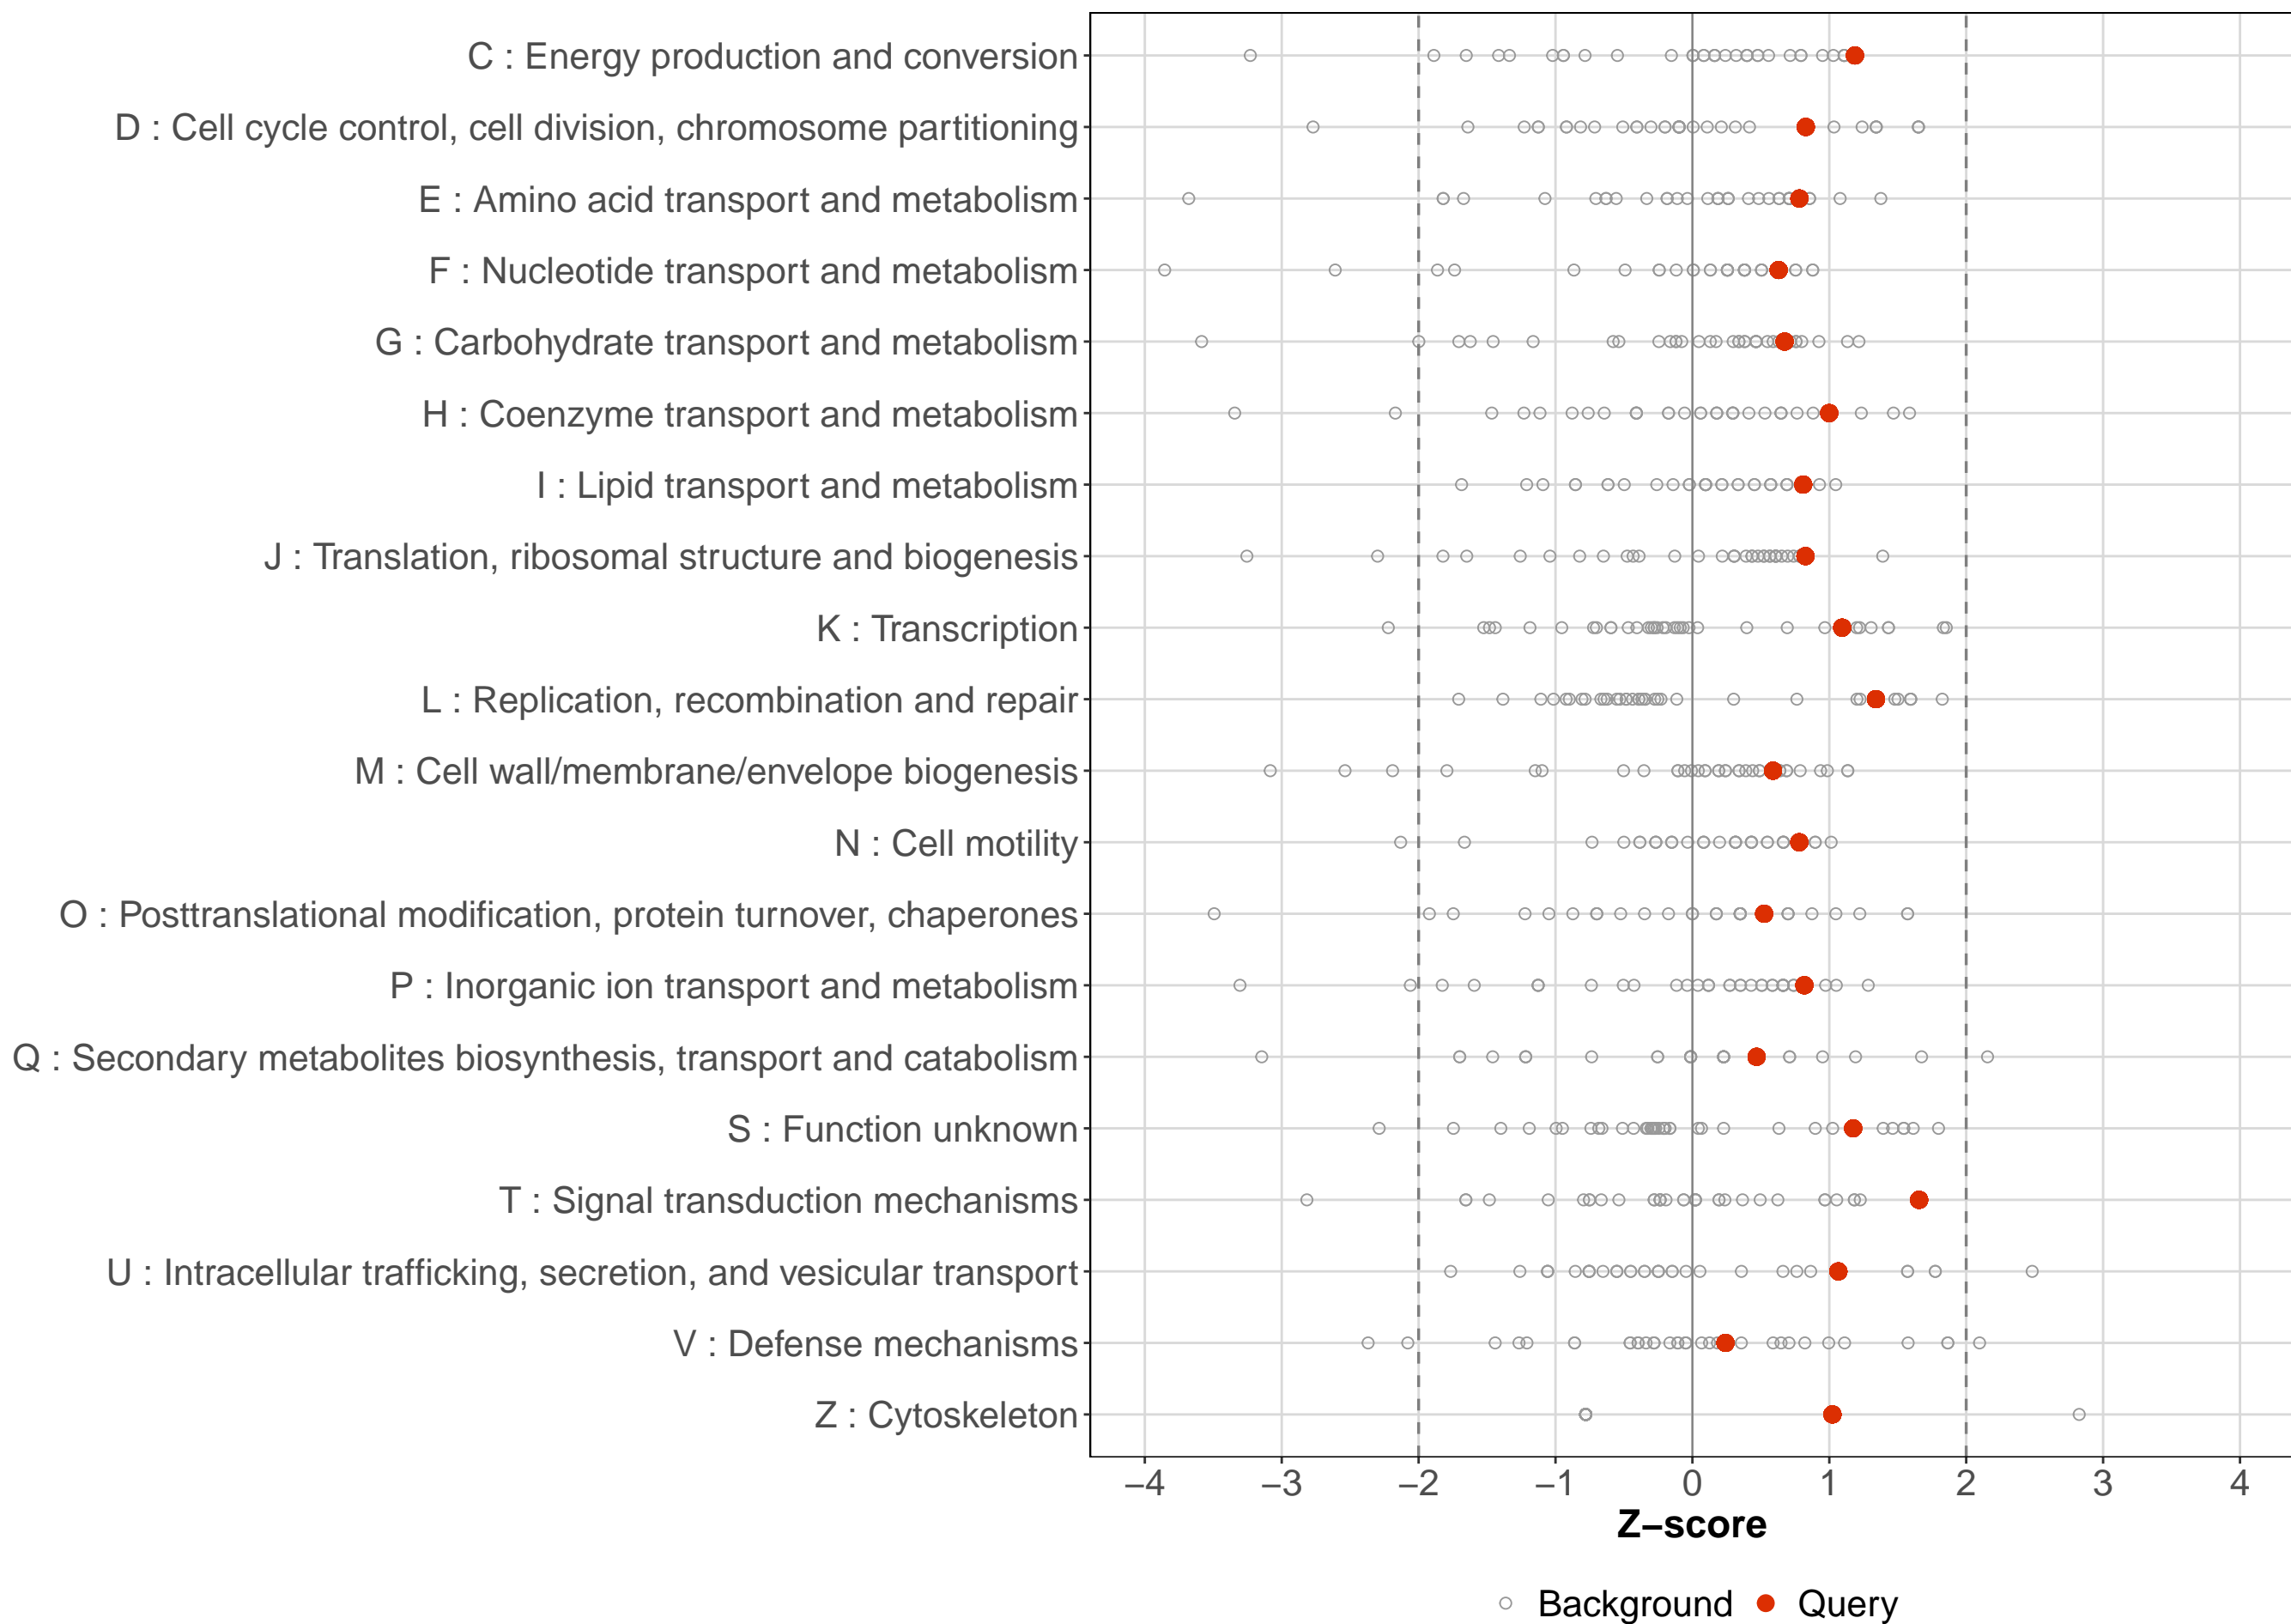 C : Energy production and conversion
D : Cell cycle control, cell division, chromosome partitioning
E : Amino acid transport and metabolism
F : Nucleotide transport and metabolism
G : Carbohydrate transport and metabolism
H : Coenzyme transport and metabolism
I : Lipid transport and metabolism
J : Translation, ribosomal structure and biogenesis
K : Transcription
L : Replication, recombination and repair
M : Cell wall/membrane/envelope biogenesis
N : Cell motility
O : Posttranslational modification, protein turnover, chaperones
P : Inorganic ion transport and metabolism
Q : Secondary metabolites biosynthesis, transport and catabolism
S : Function unknown
T : Signal transduction mechanisms
U : Intracellular trafficking, secretion, and vesicular transport
V : Defense mechanisms
Z : Cytoskeleton
−4 −3 −2 −1 0 1 2 3 4
Z−score
Background Query